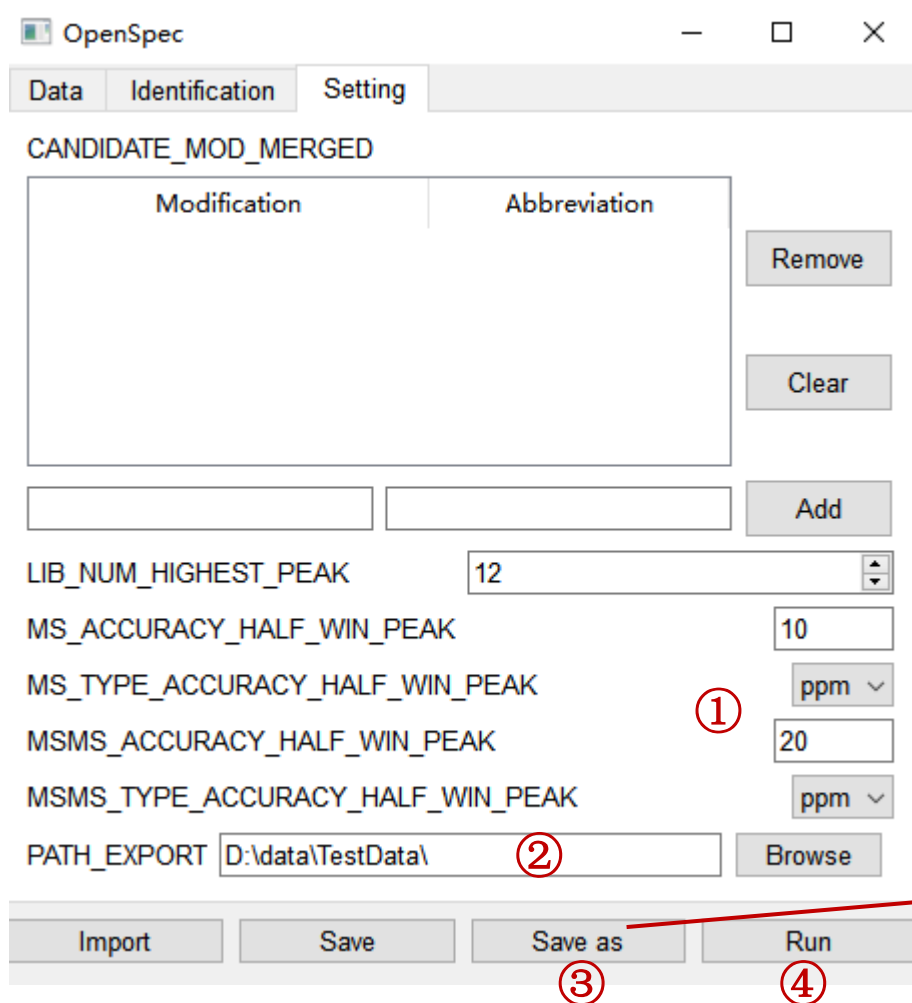 OpenSpec
Data Identification Setting
CANDIDATE_MOD_MERGED
Modification Abbreviation
Remove
Clear
Add
LIB_NUM_HIGHEST_PEAK 12
MS_ACCURACY_HALF_WIN_PEAK 10
MS_TYPE_ACCURACY_HALF_WIN_PEAK ppm
①
MSMS_ACCURACY_HALF_WIN_PEAK 20
MSMS_TYPE_ACCURACY_HALF_WIN_PEAK ppm
PATH_EXPORT D:\data\TestData\ ② Browse
Import Save Save as Run
③ ④